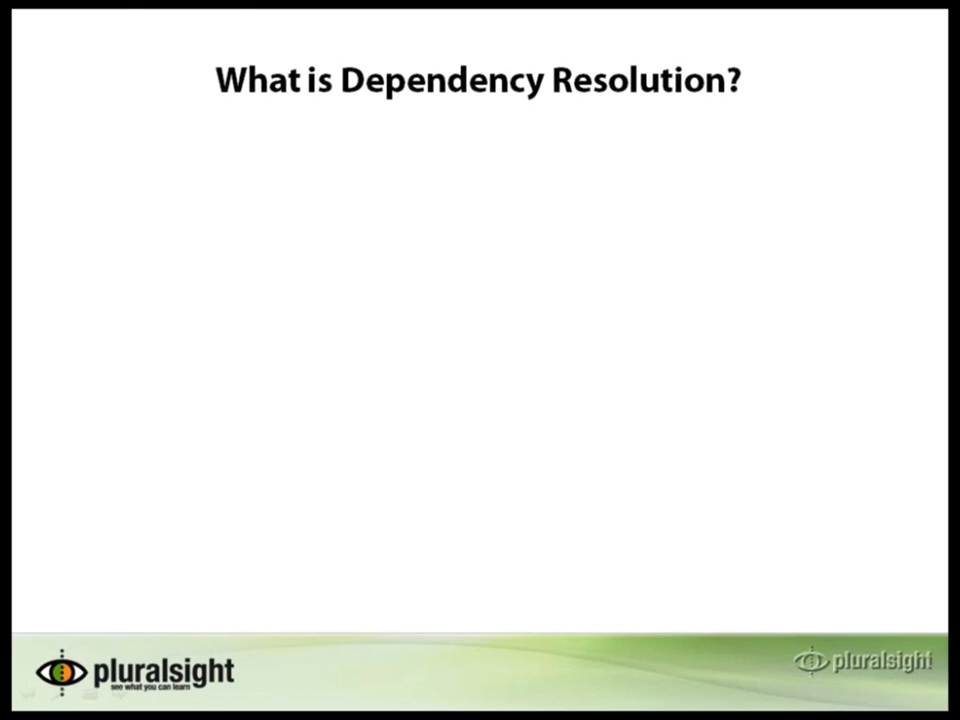 What is Dependency Resolution?
pluralsight
see what you can learn
pluralsight